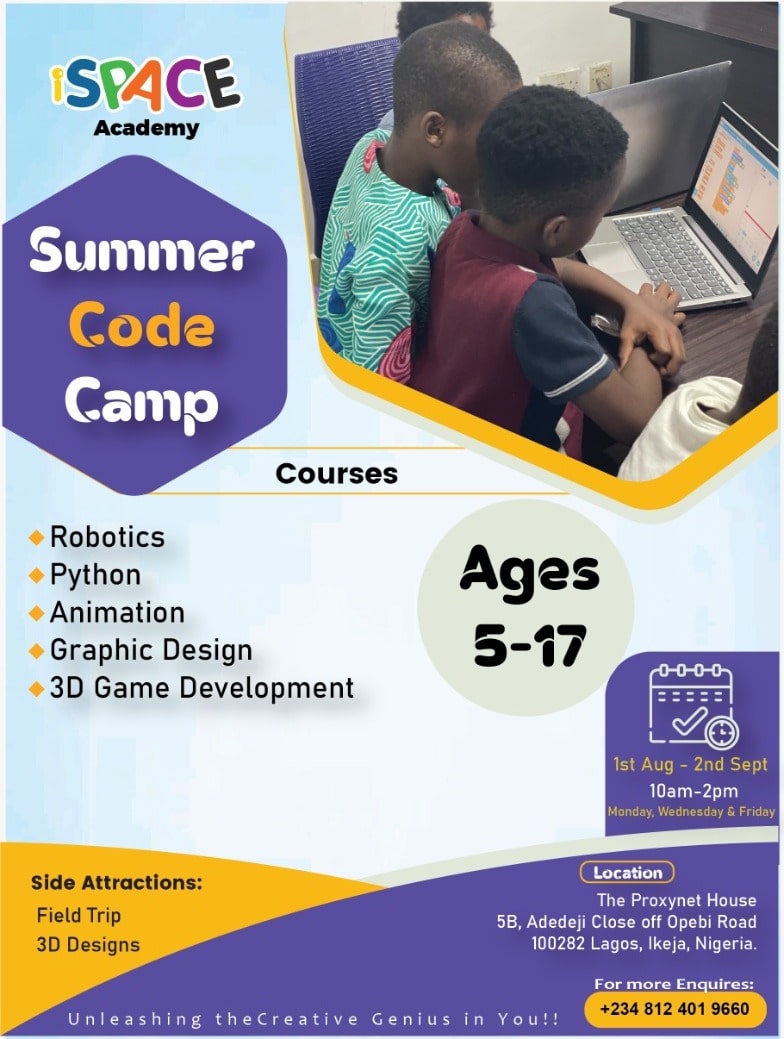 iSPACE
Academy
Summer
Code
Camp
Courses
Robotics
Python
Animation
Graphic Design
3D Game Development
Ages
5-17
1st Aug - 2nd Sept
10am-2pm
Monday, Wednesday & Friday
Side Attractions:
Field Trip
3D Designs
Location
The Proxynet House
5B, Adedeji Close off Opebi Road
100282 Lagos, Ikeja, Nigeria.
For more Enquires:
+234 812 401 9660
Unleashing theCreative Genius in You!!